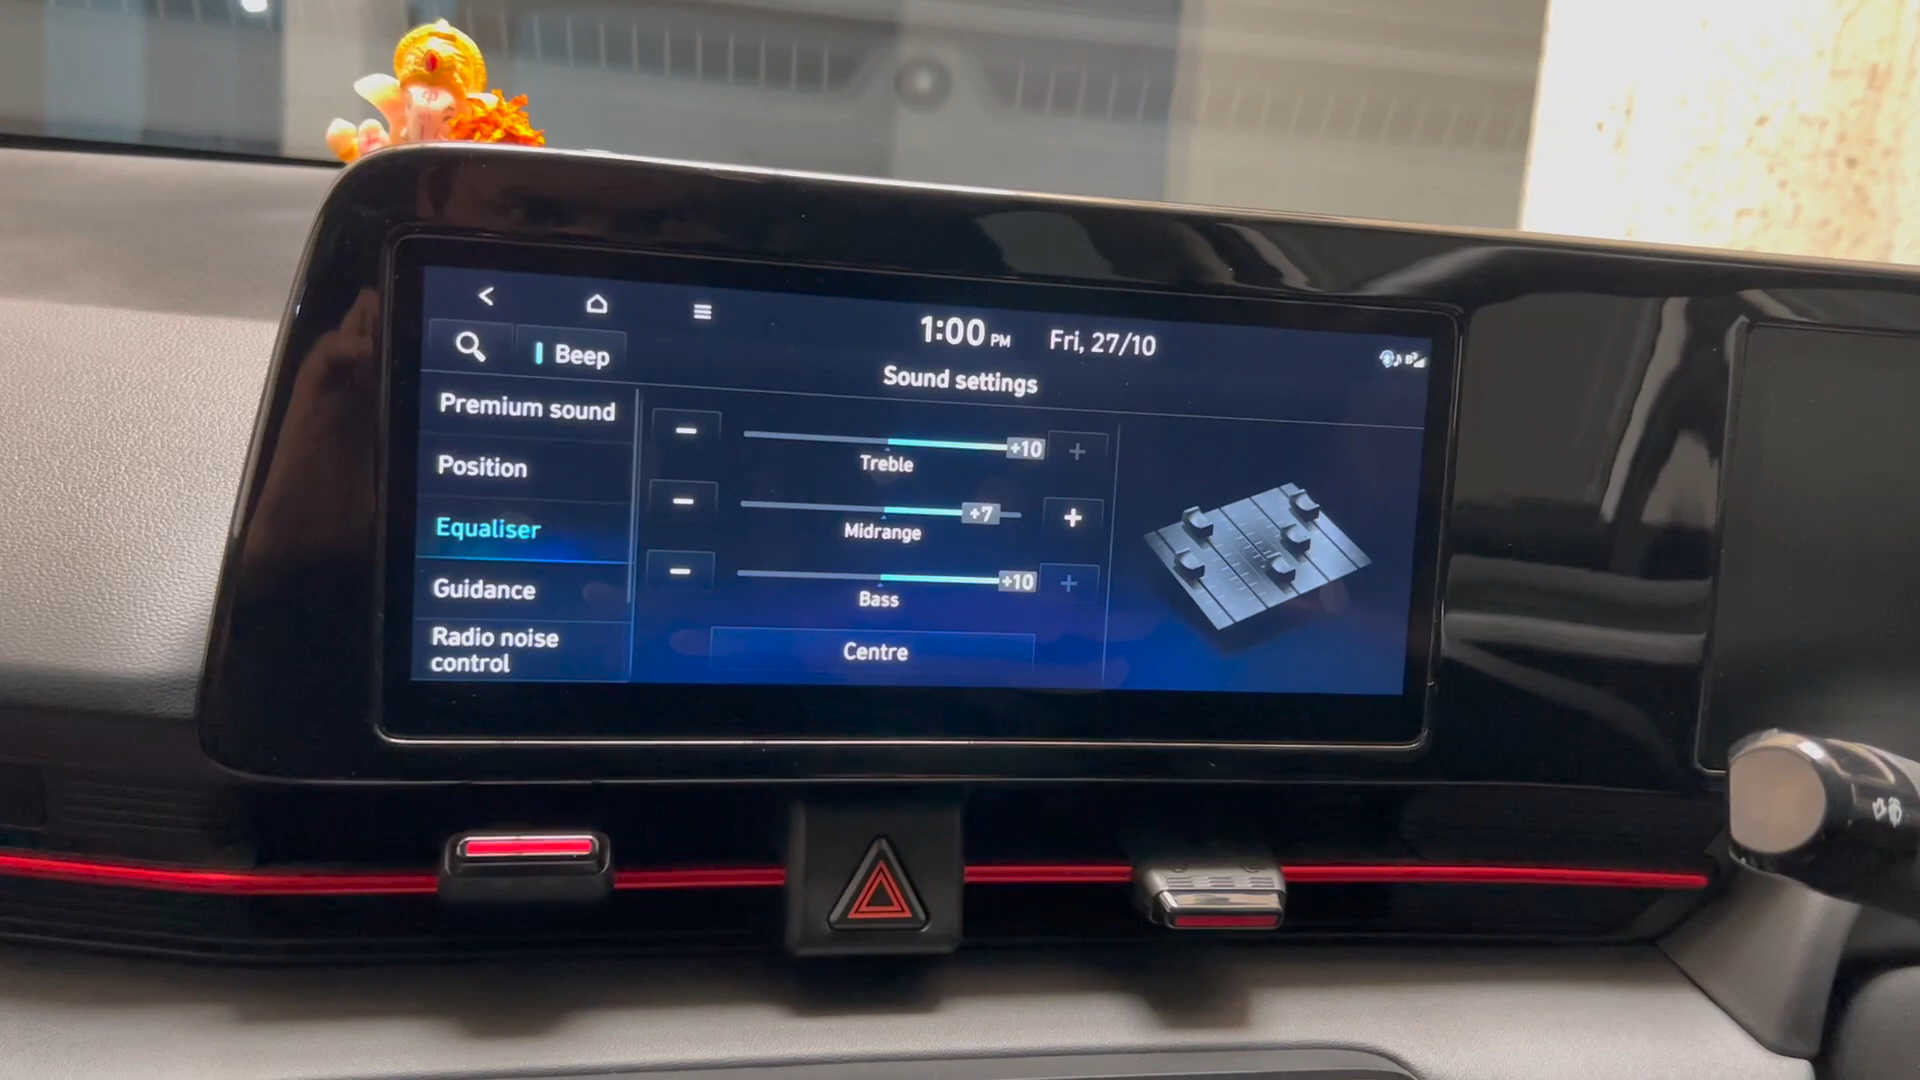 1:00 PM Fri, 27/10
Beep
Sound settings
Premium sound
Position
Equaliser
Guidance
Radio noise
control
- +10 +
Treble
- +7 +
Midrange
- +10 +
Bass
Centre